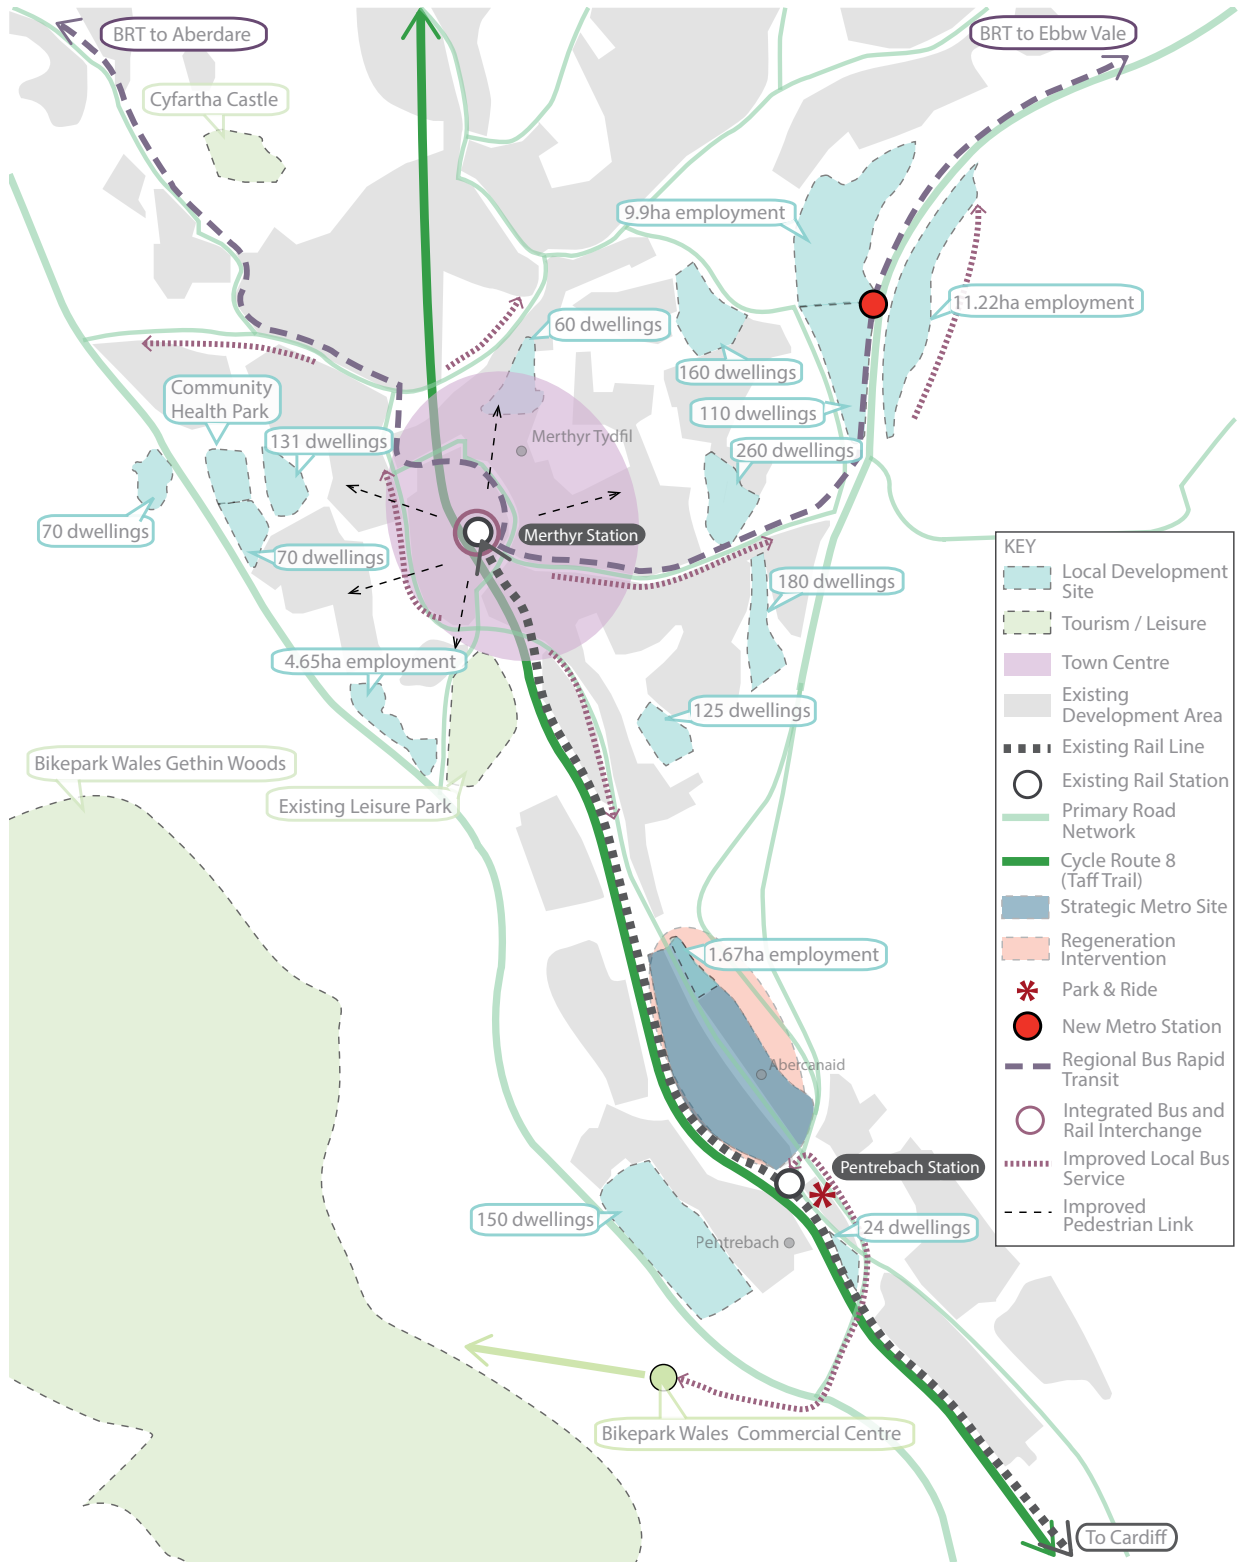 BRT to Aberdare
BRT to Ebbw Vale
Cyfartha Castle
9.9ha employment
11.22ha employment
60 dwellings
160 dwellings
Community
Health Park
110 dwellings
131 dwellings
Merthyr Tydfil
260 dwellings
70 dwellings
Merthyr Station
70 dwellings
180 dwellings
4.65ha employment
125 dwellings
Bikepark Wales Gethin Woods
Existing Leisure Park
1.67ha employment
Abercanaid
Pentrebach Station
150 dwellings
24 dwellings
Pentrebach
Bikepark Wales Commercial Centre
To Cardiff
KEY
Local Development
Site
Tourism / Leisure
Town Centre
Existing
Development Area
Existing Rail Line
Existing Rail Station
Primary Road
Network
Cycle Route 8
(Taff Trail)
Strategic Metro Site
Regeneration
Intervention
Park & Ride
New Metro Station
Regional Bus Rapid
Transit
Integrated Bus and
Rail Interchange
Improved Local Bus
Service
Improved
Pedestrian Link